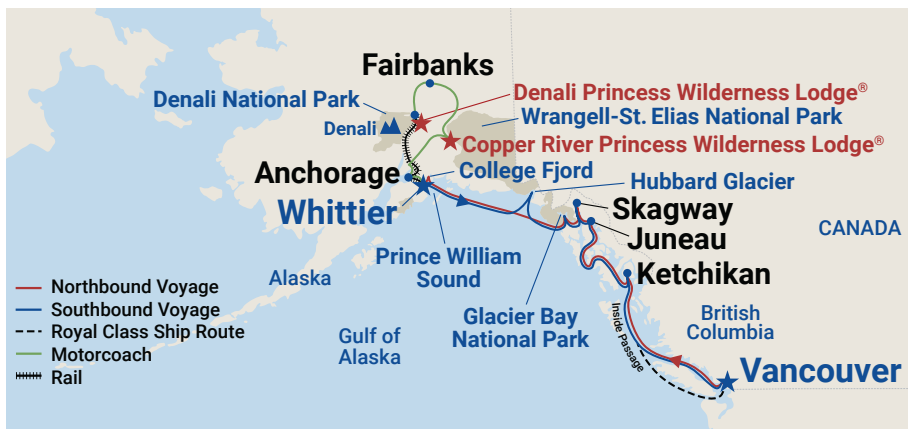 Fairbanks
Denali National Park
Denali Princess Wilderness Lodge®
Wrangell-St. Elias National Park
Denali
Copper River Princess Wilderness Lodge®
Anchorage
College Fjord
Hubbard Glacier
Whittier
Skagway
Juneau
CANADA
Prince William
Sound
Alaska
Ketchikan
Glacier Bay
National Park
British
Columbia
Gulf of
Alaska
Inside Passage
Vancouver
Northbound Voyage
Southbound Voyage
Royal Class Ship Route
Motorcoach
Rail